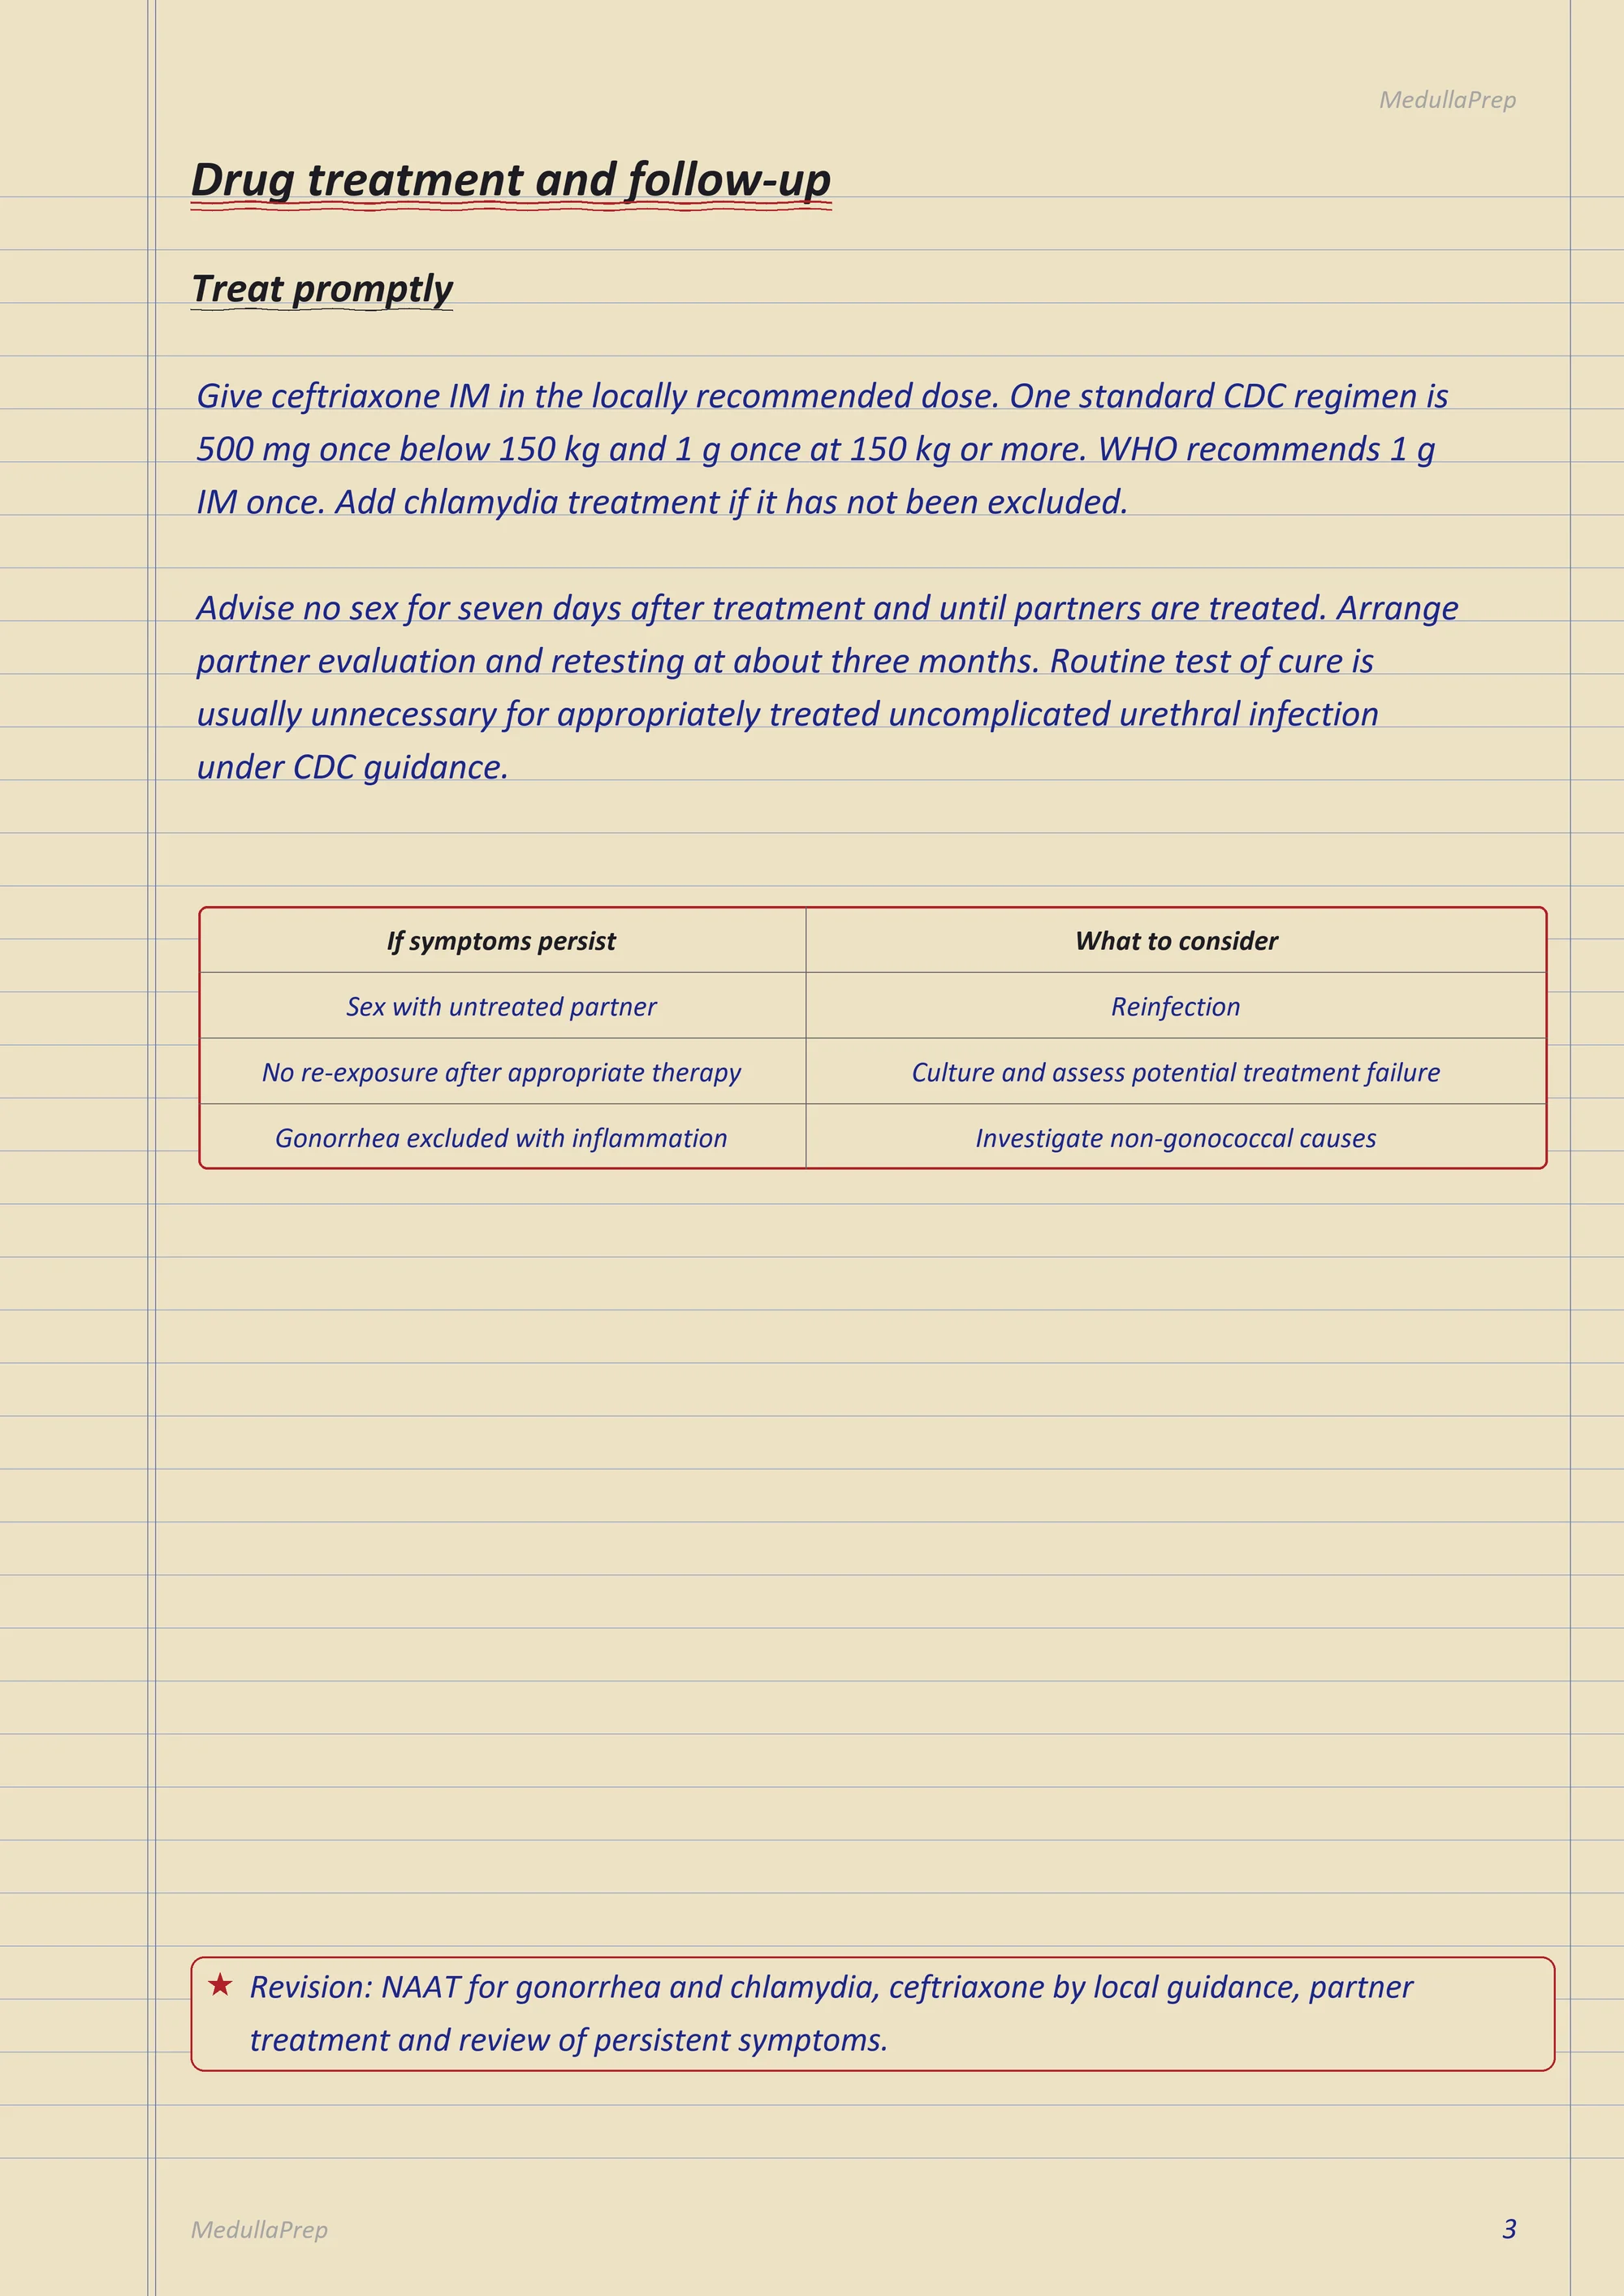 MedullaPrep
Drug treatment and follow-up
Treat promptly
Give ceftriaxone IM in the locally recommended dose. One standard CDC regimen is
500 mg once below 150 kg and 1 g once at 150 kg or more. WHO recommends 1 g
IM once. Add chlamydia treatment if it has not been excluded.
Advise no sex for seven days after treatment and until partners are treated. Arrange
partner evaluation and retesting at about three months. Routine test of cure is
usually unnecessary for appropriately treated uncomplicated urethral infection
under CDC guidance.
If symptoms persist What to consider
Sex with untreated partner Reinfection
No re-exposure after appropriate therapy Culture and assess potential treatment failure
Gonorrhea excluded with inflammation Investigate non-gonococcal causes
★ Revision: NAAT for gonorrhea and chlamydia, ceftriaxone by local guidance, partner
treatment and review of persistent symptoms.
MedullaPrep 3